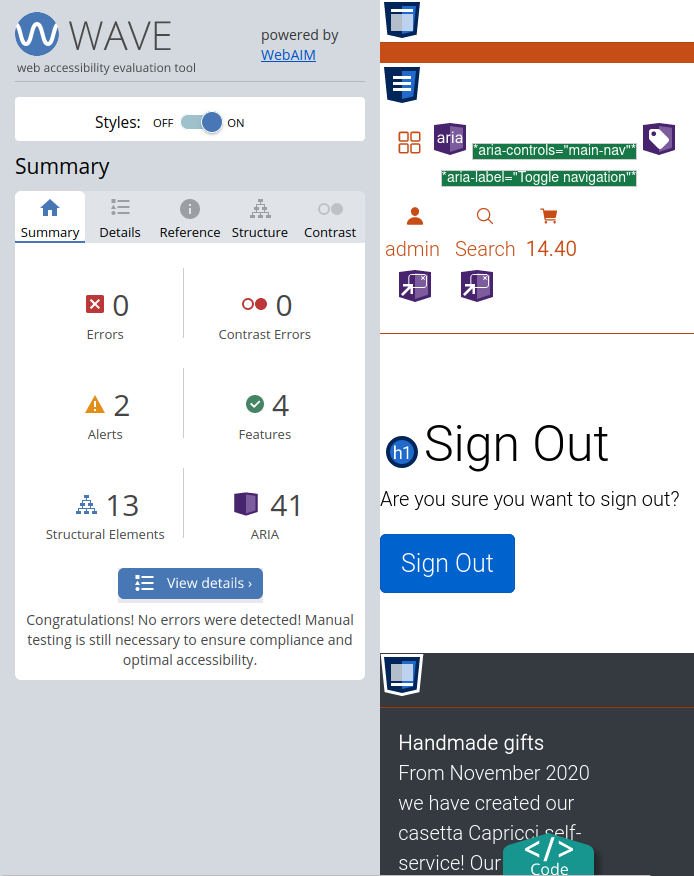 WAVE
web accessibility evaluation tool
powered by
WebAIM
Styles: OFF ON
Summary
Summary Details Reference Structure Contrast
0
Errors
0
Contrast Errors
2
Alerts
4
Features
13
Structural Elements
41
ARIA
View details ›
Congratulations! No errors were detected! Manual
testing is still necessary to ensure compliance and
optimal accessibility.
aria *aria-controls="main-nav"*
*aria-label="Toggle navigation"*
admin Search 14.40
h1 Sign Out
Are you sure you want to sign out?
Sign Out
Handmade gifts
From November 2020
we have created our
casetta Capricci self-
service! Our
</>
Code